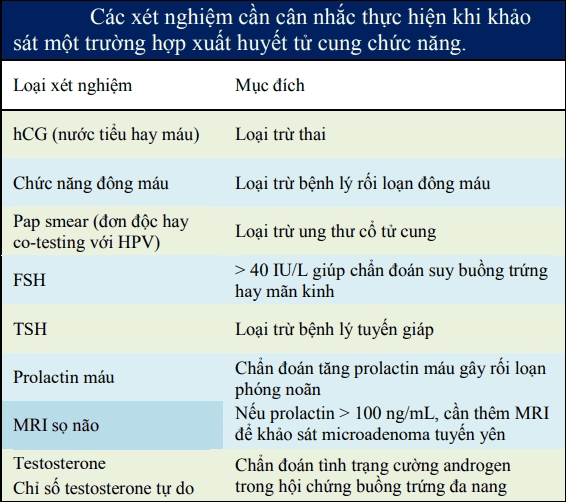 Các xét nghiệm cần cân nhắc thực hiện khi khảo
sát một trường hợp xuất huyết tử cung chức năng.
Loại xét nghiệm Mục đích
hCG (nước tiểu hay máu) Loại trừ thai
Chức năng đông máu Loại trừ bệnh lý rối loạn đông máu
Pap smear (đơn độc hay
co-testing với HPV)
Loại trừ ung thư cổ tử cung
FSH
> 40 IU/L giúp chẩn đoán suy buồng trứng
hay mãn kinh
TSH Loại trừ bệnh lý tuyến giáp
Prolactin máu
Chẩn đoán tăng prolactin máu gây rối loạn
phóng noãn
MRI sọ não
Nếu prolactin > 100 ng/mL, cần thêm MRI
để khảo sát microadenoma tuyến yên
Testosterone
Chỉ số testosterone tự do
Chẩn đoán tình trạng cường androgen
trong hội chứng buồng trứng đa nang